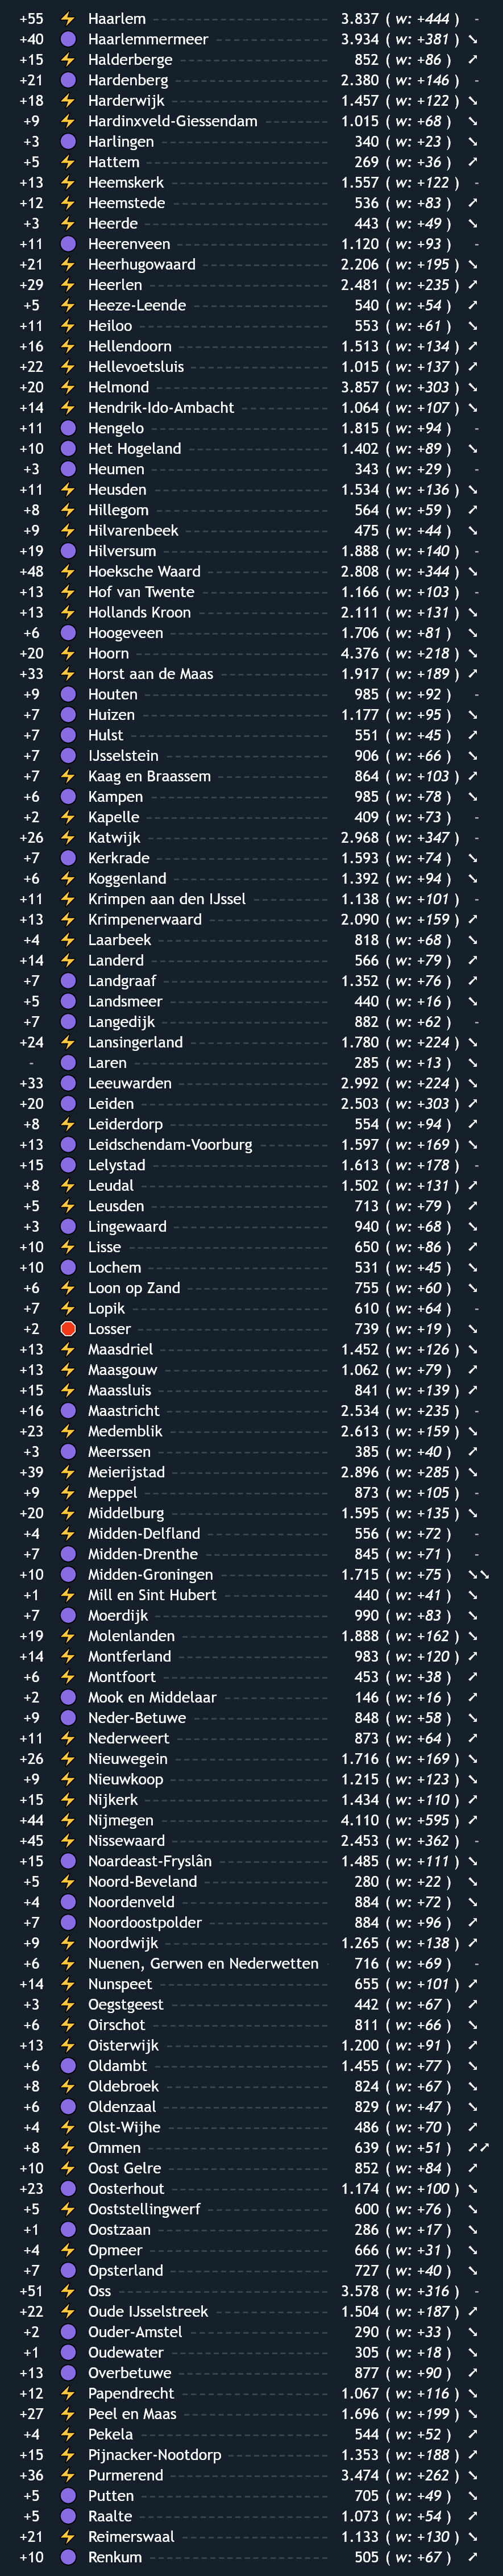 +55 Haarlem 3.837 ( w: +444 ) -
+40 Haarlemmermeer 3.934 ( w: +381 ) ➘
+15 Halderberge 852 ( w: +86 ) ➚
+21 Hardenberg 2.380 ( w: +146 ) -
+18 Harderwijk 1.457 ( w: +122 ) ➘
+9 Hardinxveld-Giessendam 1.015 ( w: +68 ) ➘
+3 Harlingen 340 ( w: +23 ) ➘
+5 Hattem 269 ( w: +36 ) ➚
+13 Heemskerk 1.557 ( w: +122 ) -
+12 Heemstede 536 ( w: +83 ) ➚
+3 Heerde 443 ( w: +49 ) ➘
+11 Heerenveen 1.120 ( w: +93 ) -
+21 Heerhugowaard 2.206 ( w: +195 ) ➘
+29 Heerlen 2.481 ( w: +235 ) ➚
+5 Heeze-Leende 540 ( w: +54 ) ➚
+11 Heiloo 553 ( w: +61 ) ➘
+16 Hellendoorn 1.513 ( w: +134 ) ➚
+22 Hellevoetsluis 1.015 ( w: +137 ) ➚
+20 Helmond 3.857 ( w: +303 ) ➘
+14 Hendrik-Ido-Ambacht 1.064 ( w: +107 ) ➘
+11 Hengelo 1.815 ( w: +94 ) -
+10 Het Hogeland 1.402 ( w: +89 ) ➘
+3 Heumen 343 ( w: +29 ) -
+11 Heusden 1.534 ( w: +136 ) ➘
+8 Hillegom 564 ( w: +59 ) ➚
+9 Hilvarenbeek 475 ( w: +44 ) ➘
+19 Hilversum 1.888 ( w: +140 ) -
+48 Hoeksche Waard 2.808 ( w: +344 ) ➘
+13 Hof van Twente 1.166 ( w: +103 ) -
+13 Hollands Kroon 2.111 ( w: +131 ) ➘
+6 Hoogeveen 1.706 ( w: +81 ) ➘
+20 Hoorn 4.376 ( w: +218 ) ➘
+33 Horst aan de Maas 1.917 ( w: +189 ) ➚
+9 Houten 985 ( w: +92 ) -
+7 Huizen 1.177 ( w: +95 ) ➘
+7 Hulst 551 ( w: +45 ) ➚
+7 IJsselstein 906 ( w: +66 ) ➘
+7 Kaag en Braassem 864 ( w: +103 ) ➚
+6 Kampen 985 ( w: +78 ) ➘
+2 Kapelle 409 ( w: +73 ) -
+26 Katwijk 2.968 ( w: +347 ) -
+7 Kerkrade 1.593 ( w: +74 ) ➘
+6 Koggenland 1.392 ( w: +94 ) ➘
+11 Krimpen aan den IJssel 1.138 ( w: +101 ) -
+13 Krimpenerwaard 2.090 ( w: +159 ) ➚
+4 Laarbeek 818 ( w: +68 ) ➘
+14 Landerd 566 ( w: +79 ) ➚
+7 Landgraaf 1.352 ( w: +76 ) ➚
+5 Landsmeer 440 ( w: +16 ) ➘
+7 Langedijk 882 ( w: +62 ) -
+24 Lansingerland 1.780 ( w: +224 ) ➘
- Laren 285 ( w: +13 ) ➘
+33 Leeuwarden 2.992 ( w: +224 ) ➘
+20 Leiden 2.503 ( w: +303 ) ➚
+8 Leiderdorp 554 ( w: +94 ) ➚
+13 Leidschendam-Voorburg 1.597 ( w: +169 ) ➘
+15 Lelystad 1.613 ( w: +178 ) -
+8 Leudal 1.502 ( w: +131 ) ➚
+5 Leusden 713 ( w: +79 ) ➚
+3 Lingewaard 940 ( w: +68 ) ➘
+10 Lisse 650 ( w: +86 ) ➚
+10 Lochem 531 ( w: +45 ) ➘
+6 Loon op Zand 755 ( w: +60 ) ➘
+7 Lopik 610 ( w: +64 ) -
+2 Losser 739 ( w: +19 ) ➘
+13 Maasdriel 1.452 ( w: +126 ) ➘
+13 Maasgouw 1.062 ( w: +79 ) ➚
+15 Maassluis 841 ( w: +139 ) ➚
+16 Maastricht 2.534 ( w: +235 ) -
+23 Medemblik 2.613 ( w: +159 ) ➘
+3 Meerssen 385 ( w: +40 ) ➚
+39 Meierijstad 2.896 ( w: +285 ) ➘
+9 Meppel 873 ( w: +105 ) -
+20 Middelburg 1.595 ( w: +135 ) ➘
+4 Midden-Delfland 556 ( w: +72 ) -
+7 Midden-Drenthe 845 ( w: +71 ) -
+10 Midden-Groningen 1.715 ( w: +75 ) ➘➘
+1 Mill en Sint Hubert 440 ( w: +41 ) ➘
+7 Moerdijk 990 ( w: +83 ) ➘
+19 Molenlanden 1.888 ( w: +162 ) ➘
+14 Montferland 983 ( w: +120 ) ➚
+6 Montfoort 453 ( w: +38 ) ➚
+2 Mook en Middelaar 146 ( w: +16 ) ➚
+9 Neder-Betuwe 848 ( w: +58 ) ➘
+11 Nederweert 873 ( w: +64 ) ➚
+26 Nieuwegein 1.716 ( w: +169 ) ➘
+9 Nieuwkoop 1.215 ( w: +123 ) ➘
+15 Nijkerk 1.434 ( w: +110 ) ➚
+44 Nijmegen 4.110 ( w: +595 ) ➚
+45 Nissewaard 2.453 ( w: +362 ) -
+15 Noardeast-Fryslân 1.485 ( w: +111 ) ➘
+5 Noord-Beveland 280 ( w: +22 ) ➘
+4 Noordenveld 884 ( w: +72 ) ➘
+7 Noordoostpolder 884 ( w: +96 ) ➚
+9 Noordwijk 1.265 ( w: +138 ) ➚
+6 Nuenen, Gerwen en Nederwetten 716 ( w: +69 ) -
+14 Nunspeet 655 ( w: +101 ) ➚
+3 Oegstgeest 442 ( w: +67 ) ➚
+6 Oirschot 811 ( w: +66 ) ➘
+13 Oisterwijk 1.200 ( w: +91 ) ➚
+6 Oldambt 1.455 ( w: +77 ) ➘
+8 Oldebroek 824 ( w: +67 ) ➘
+6 Oldenzaal 829 ( w: +47 ) ➘
+4 Olst-Wijhe 486 ( w: +70 ) ➚
+8 Ommen 639 ( w: +51 ) ➚➚
+10 Oost Gelre 852 ( w: +84 ) ➚
+23 Oosterhout 1.174 ( w: +100 ) ➘
+5 Ooststellingwerf 600 ( w: +76 ) ➘
+1 Oostzaan 286 ( w: +17 ) ➘
+4 Opmeer 666 ( w: +31 ) ➘
+7 Opsterland 727 ( w: +40 ) ➘
+51 Oss 3.578 ( w: +316 ) -
+22 Oude IJsselstreek 1.504 ( w: +187 ) ➚
+2 Ouder-Amstel 290 ( w: +33 ) ➘
+1 Oudewater 305 ( w: +18 ) ➘
+13 Overbetuwe 877 ( w: +90 ) ➚
+12 Papendrecht 1.067 ( w: +116 ) ➘
+27 Peel en Maas 1.696 ( w: +199 ) ➘
+4 Pekela 544 ( w: +52 ) ➚
+15 Pijnacker-Nootdorp 1.353 ( w: +188 ) ➚
+36 Purmerend 3.474 ( w: +262 ) ➘
+5 Putten 705 ( w: +49 ) ➘
+5 Raalte 1.073 ( w: +54 ) ➚
+21 Reimerswaal 1.133 ( w: +130 ) ➘
+10 Renkum 505 ( w: +67 ) ➚